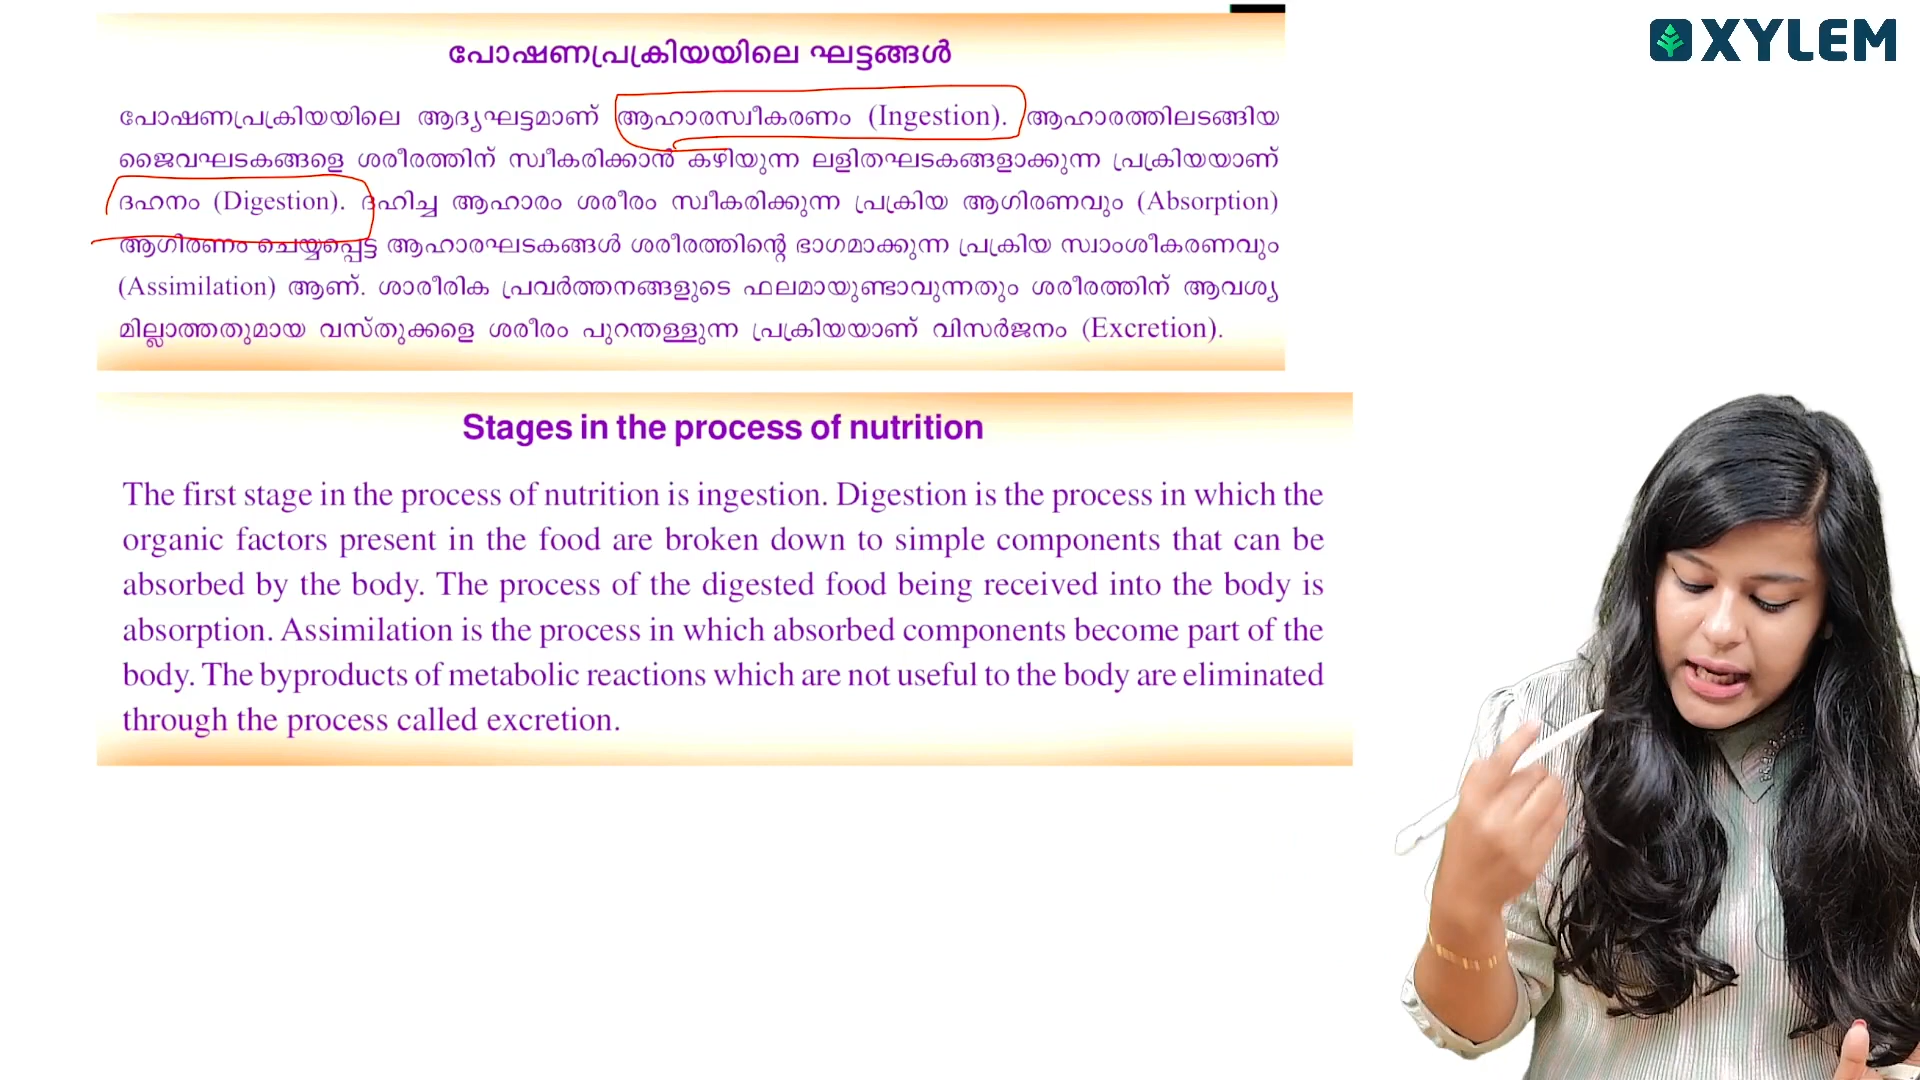 XYLEM
പോഷണപ്രക്രിയയിലെ ഘട്ടങ്ങൾ
പോഷണപ്രക്രിയയിലെ ആദ്യഘട്ടമാണ് ആഹാരസ്വീകരണം (Ingestion). ആഹാരത്തിലടങ്ങിയ
ജൈവഘടകങ്ങളെ ശരീരത്തിന് സ്വീകരിക്കാൻ കഴിയുന്ന ലളിതഘടകങ്ങളാക്കുന്ന പ്രക്രിയയാണ്
ദഹനം (Digestion). ദഹിച്ച ആഹാരം ശരീരം സ്വീകരിക്കുന്ന പ്രക്രിയ ആഗിരണവും (Absorption)
ആഗിരണം ചെയ്യപ്പെട്ട ആഹാരഘടകങ്ങൾ ശരീരത്തിന്റെ ഭാഗമാക്കുന്ന പ്രക്രിയ സ്വാംശീകരണവും
(Assimilation) ആണ്. ശാരീരിക പ്രവർത്തനങ്ങളുടെ ഫലമായുണ്ടാവുന്നതും ശരീരത്തിന് ആവശ്യ
മില്ലാത്തതുമായ വസ്തുക്കളെ ശരീരം പുറന്തള്ളുന്ന പ്രക്രിയയാണ് വിസർജനം (Excretion).
Stages in the process of nutrition
The first stage in the process of nutrition is ingestion. Digestion is the process in which the
organic factors present in the food are broken down to simple components that can be
absorbed by the body. The process of the digested food being received into the body is
absorption. Assimilation is the process in which absorbed components become part of the
body. The byproducts of metabolic reactions which are not useful to the body are eliminated
through the process called excretion.